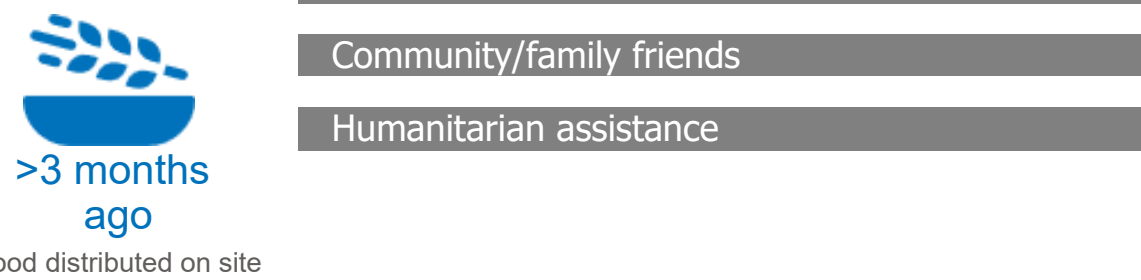 Community/family friends
Humanitarian assistance
>3 months
ago
distributed on site